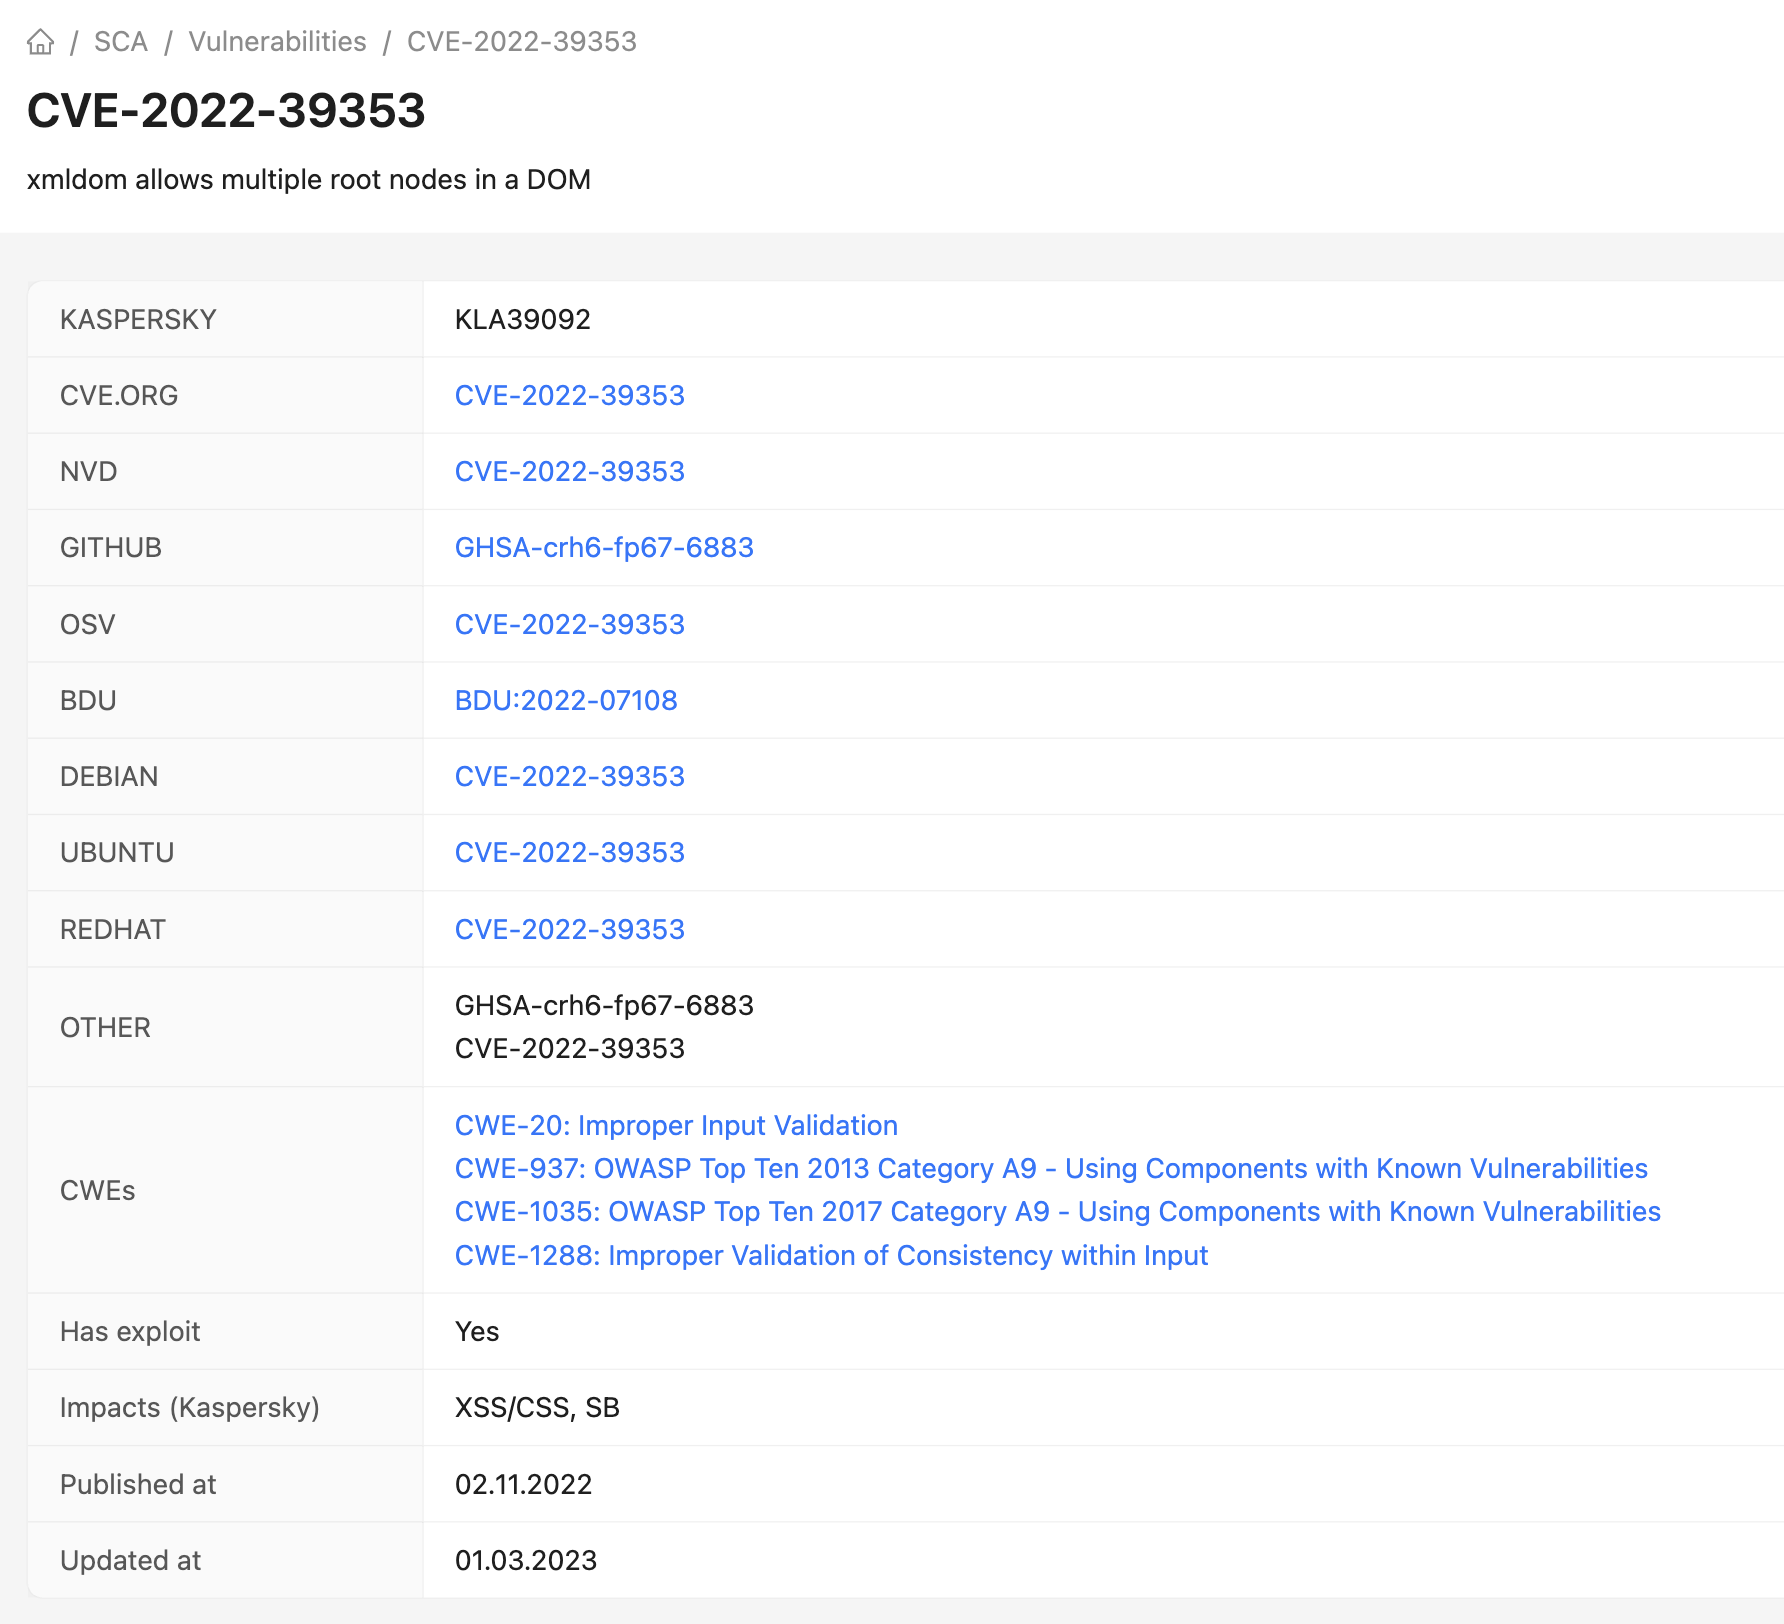 / SCA / Vulnerabilities / CVE-2022-39353
CVE-2022-39353
xmldom allows multiple root nodes in a DOM
KASPERSKY KLA39092
CVE.ORG CVE-2022-39353
NVD CVE-2022-39353
GITHUB GHSA-crh6-fp67-6883
OSV CVE-2022-39353
BDU BDU:2022-07108
DEBIAN CVE-2022-39353
UBUNTU CVE-2022-39353
REDHAT CVE-2022-39353
OTHER GHSA-crh6-fp67-6883
CVE-2022-39353
CWEs CWE-20: Improper Input Validation
CWE-937: OWASP Top Ten 2013 Category A9 - Using Components with Known Vulnerabilities
CWE-1035: OWASP Top Ten 2017 Category A9 - Using Components with Known Vulnerabilities
CWE-1288: Improper Validation of Consistency within Input
Has exploit Yes
Impacts (Kaspersky) XSS/CSS, SB
Published at 02.11.2022
Updated at 01.03.2023